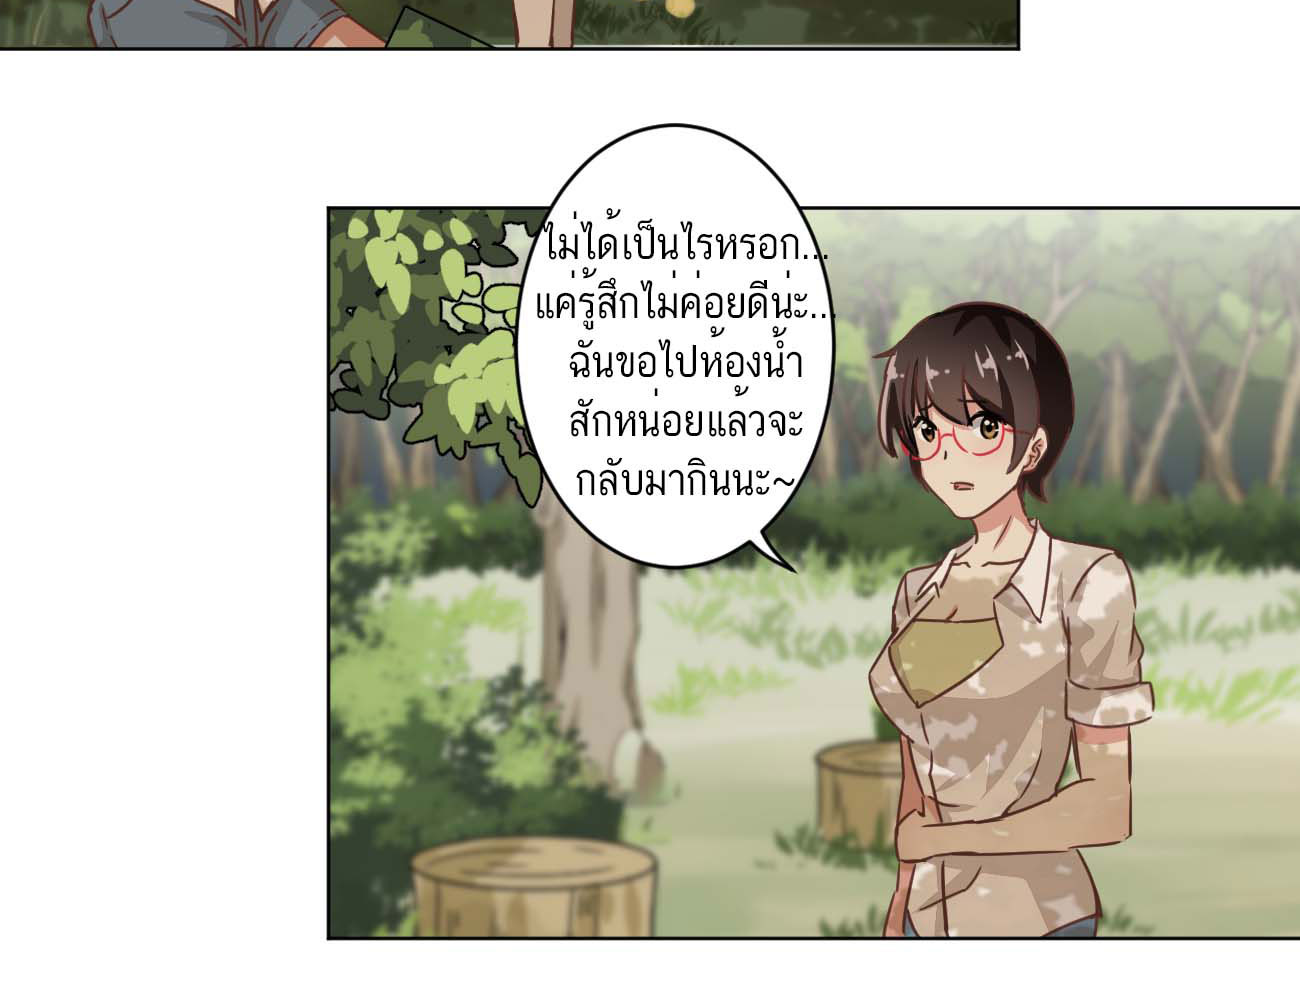 ไม่ได้เป็นไรหรอก...
แค่รู้สึกไม่ค่อยดีน่ะ...
ฉันขอไปห้องน้ำ
สักหน่อยแล้วจะ
กลับมากินนะ~